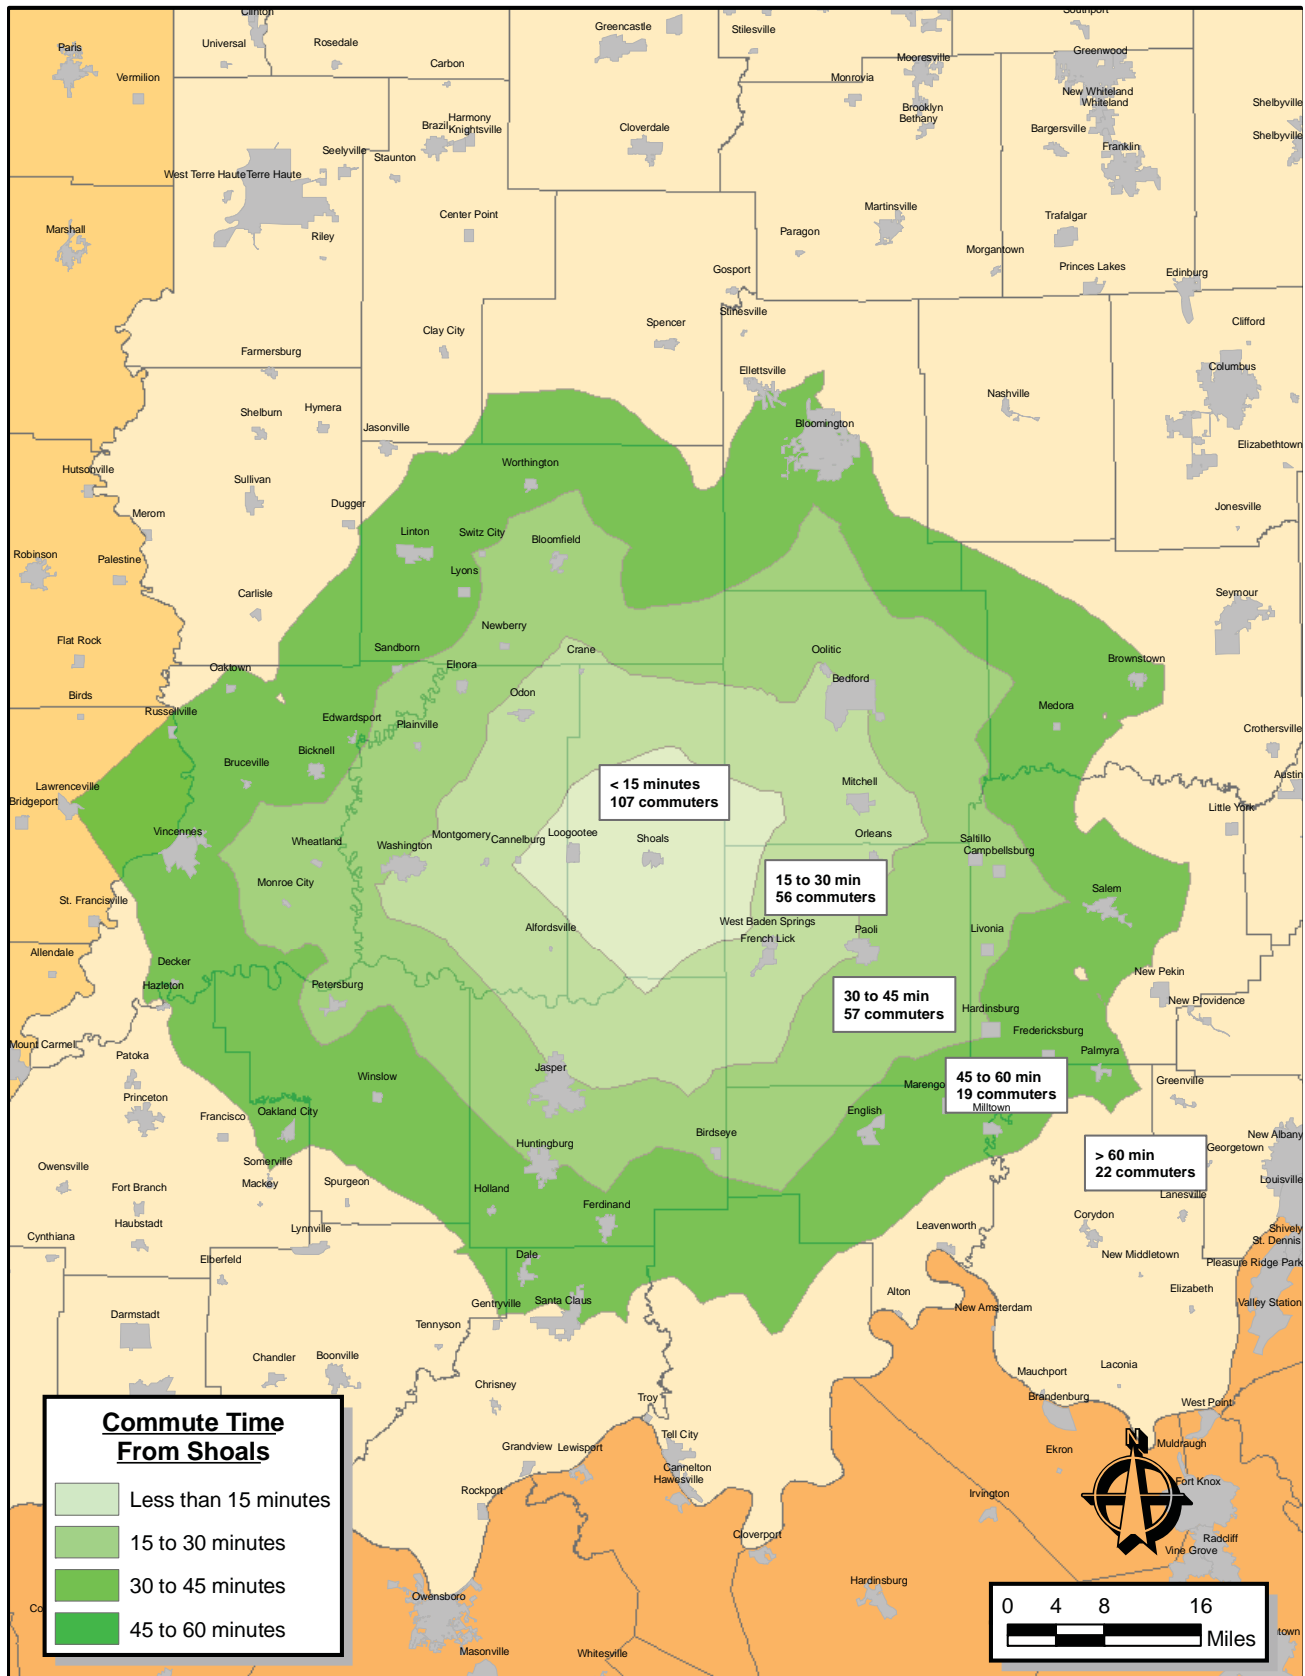 Clinton
Universal
Rosedale
Carbon
Greencastle
Stilesville
Southport
Paris
Vermilion
Monrovia
Mooresville
Greenwood
New Whiteland
Whiteland
Shelbyville
Brooklyn
Bethany
Bargersville
Franklin
Shelbyville
Harmony
Brazil
Knightsville
Cloverdale
Seelyville
Staunton
West Terre Haute
Terre Haute
Riley
Center Point
Marshall
Martinsville
Paragon
Trafalgar
Morgantown
Princes Lakes
Edinburg
Gosport
Stinesville
Spencer
Clay City
Clifford
Farmersburg
Ellettsville
Columbus
Nashville
Shelburn
Hymera
Jasonville
Bloomington
Elizabethtown
Hutsonville
Sullivan
Worthington
Merom
Dugger
Jonesville
Robinson
Palestine
Linton
Switz City
Bloomfield
Lyons
Carlisle
Seymour
Flat Rock
Newberry
Sandborn
Crane
Oolitic
Brownstown
Oaktown
Elnora
Bedford
Birds
Odon
Russellville
Edwardsport
Plainville
Medora
Crothersville
Bicknell
Bruceville
Lawrenceville
Bridgeport
< 15 minutes
107 commuters
Mitchell
Austin
Little York
Vincennes
Wheatland
Washington
Montgomery
Cannelburg
Loogootee
Shoals
Orleans
Saltillo
Campbellsburg
Monroe City
15 to 30 min
56 commuters
Salem
St. Francisville
Alfordsville
West Baden Springs
French Lick
Paoli
Livonia
Allendale
Decker
Hazleton
Petersburg
New Pekin
New Providence
30 to 45 min
57 commuters
Hardinsburg
Fredericksburg
Palmyra
Mount Carmel
Patoka
Princeton
Winslow
Jasper
45 to 60 min
19 commuters
Marengo
Milltown
Greenville
Francisco
Oakland City
English
Huntingburg
Birdseye
New Albany
Georgetown
> 60 min
22 commuters
Owensville
Somerville
Mackey
Spurgeon
Fort Branch
Holland
Ferdinand
Louisville
Lanesville
Haubstadt
Lynnville
Corydon
Leavenworth
Shively
St. Dennis
Cynthiana
Elberfeld
Dale
New Middletown
Pleasure Ridge Park
Elizabeth
Gentryville
Santa Claus
Alton
New Amsterdam
Valley Station
Darmstadt
Tennyson
Chandler
Boonville
Chrisney
Mauckport
Laconia
Brandenburg
Troy
West Point
Tell City
Grandview
Lewisport
Cannelton
Hawesville
Ekron
Muldraugh
Rockport
Irvington
Fort Knox
Cloverport
Radcliff
Vine Grove
Owensboro
Hardinsburg
Masonville
Whitesville
Commute Time
From Shoals
Less than 15 minutes
15 to 30 minutes
30 to 45 minutes
45 to 60 minutes
N
0 4 8 16
Miles